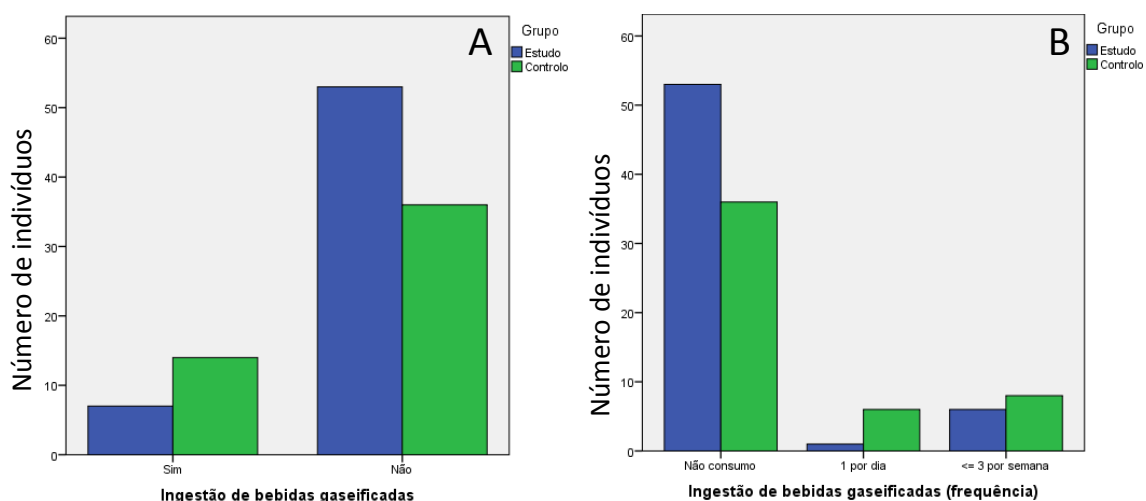 A
Grupo
Estudo
Controlo
Número de indivíduos
60
50
40
30
20
10
0
Sim
Não
Ingestão de bebidas gaseificadas
B
Grupo
Estudo
Controlo
Número de indivíduos
60
50
40
30
20
10
0
Não consumo
1 por dia
<= 3 por semana
Ingestão de bebidas gaseificadas (frequência)